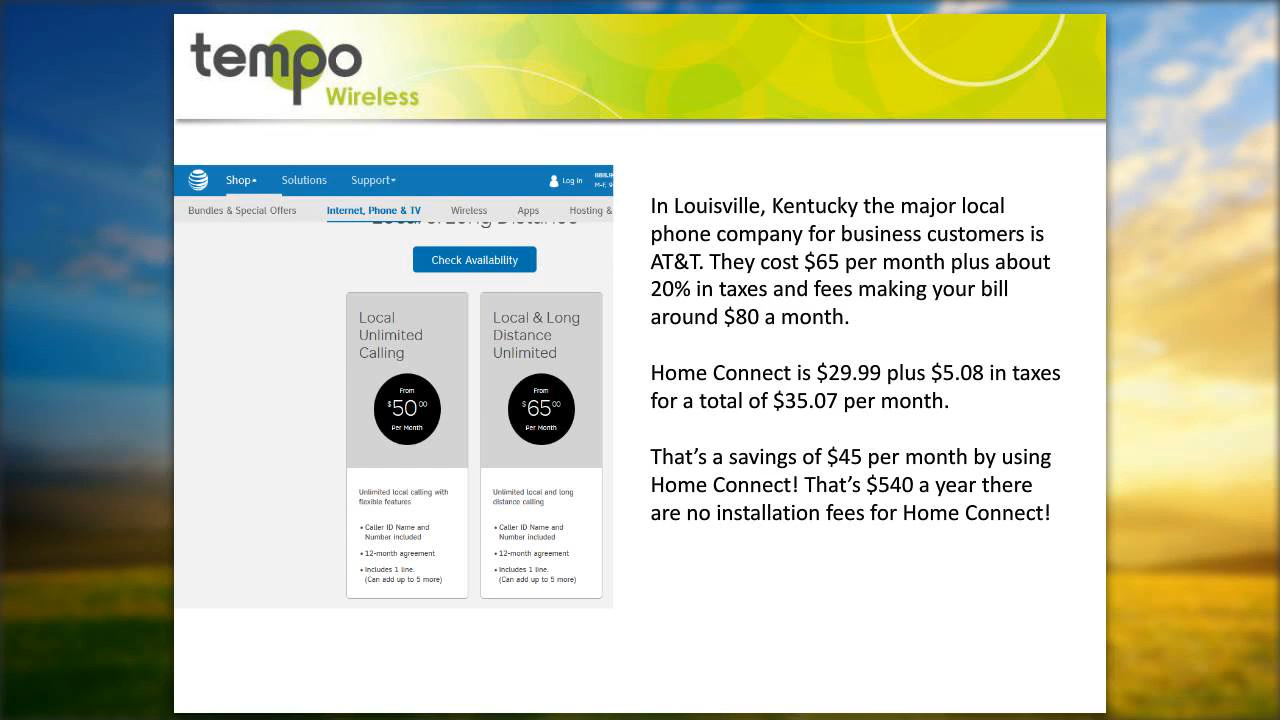 tempo
Wireless
Shop
Solutions
Support
Log in
Bundles & Special Offers
Internet, Phone & TV
Wireless
Apps
Hosting &
Check Availability
Local
Unlimited
Calling
From
$50.00
Per Month
Unlimited local calling with
flexible features
• Caller ID Name and
Number included
• 12-month agreement
• Includes 1 line.
(Can add up to 5 more)
Local & Long
Distance
Unlimited
From
$65.00
Per Month
Unlimited local and long
distance calling
• Caller ID Name and
Number included
• 12-month agreement
• Includes 1 line.
(Can add up to 5 more)
In Louisville, Kentucky the major local
phone company for business customers is
AT&T. They cost $65 per month plus about
20% in taxes and fees making your bill
around $80 a month.
Home Connect is $29.99 plus $5.08 in taxes
for a total of $35.07 per month.
That’s a savings of $45 per month by using
Home Connect! That’s $540 a year there
are no installation fees for Home Connect!